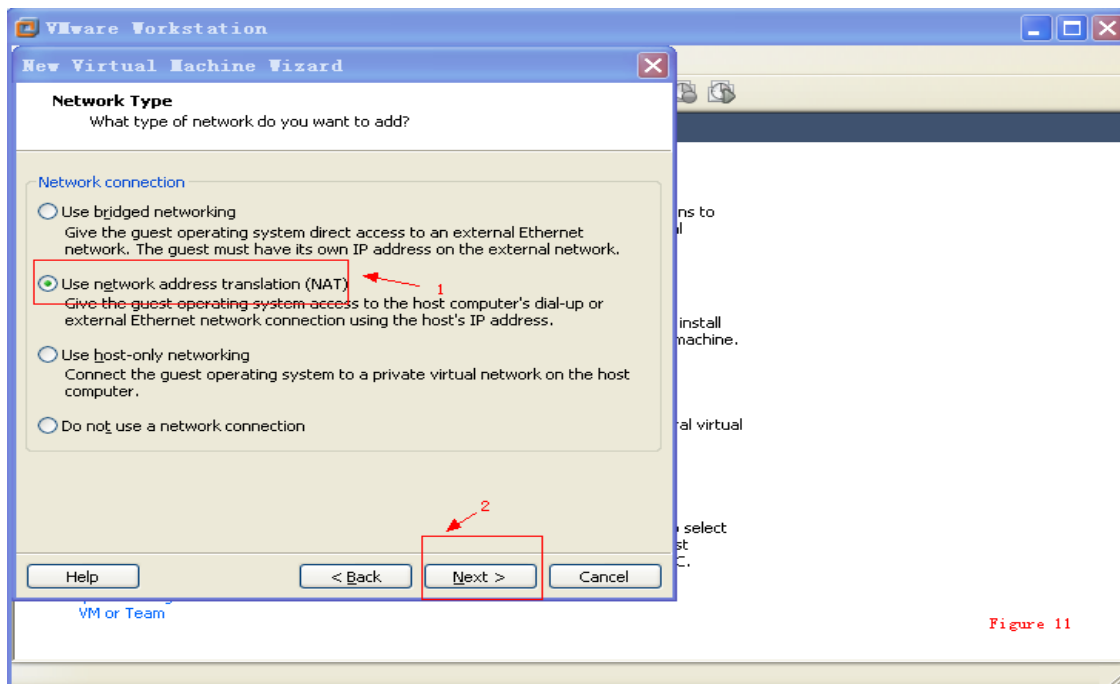 VMware Workstation
New Virtual Machine Wizard
Network Type
What type of network do you want to add?
Network connection
Use bridged networking
Give the guest operating system direct access to an external Ethernet
network. The guest must have its own IP address on the external network.
Use network address translation (NAT)
1
Give the guest operating system access to the host computer's dial-up or
external Ethernet network connection using the host's IP address.
Use host-only networking
Connect the guest operating system to a private virtual network on the host
computer.
Do not use a network connection
2
Help
< Back
Next >
Cancel
ns to
install
machine.
al virtual
select
st
C.
VM or Team
Figure 11